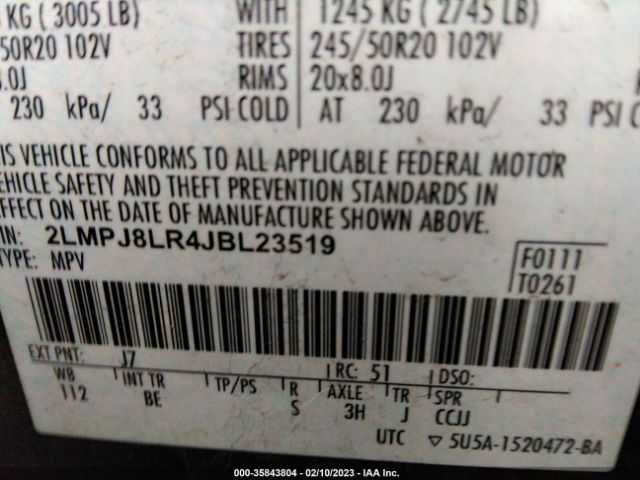 KG ( 3005 LB) WITH 1245 KG ( 2745 LB)
50R20 102V TIRES 245/50R20 102V
.0J RIMS 20x8.0J
230 kPa/ 33 PSI COLD AT 230 kPa/ 33 PSI COL
IS VEHICLE CONFORMS TO ALL APPLICABLE FEDERAL MOTOR
EHICLE SAFETY AND THEFT PREVENTION STANDARDS IN
EFFECT ON THE DATE OF MANUFACTURE SHOWN ABOVE.
IN: 2LMPJ8LR4JBL23519
TYPE: MPV F0111
T0261
EXT PNT: J7 RC: 51 DSO:
WB INT TR TP/PS R AXLE TR SPR
112 BE S 3H J CCJJ
UTC ▽ 5U5A-1520472-BA
000-35843804 - 02/10/2023 - IAA Inc.